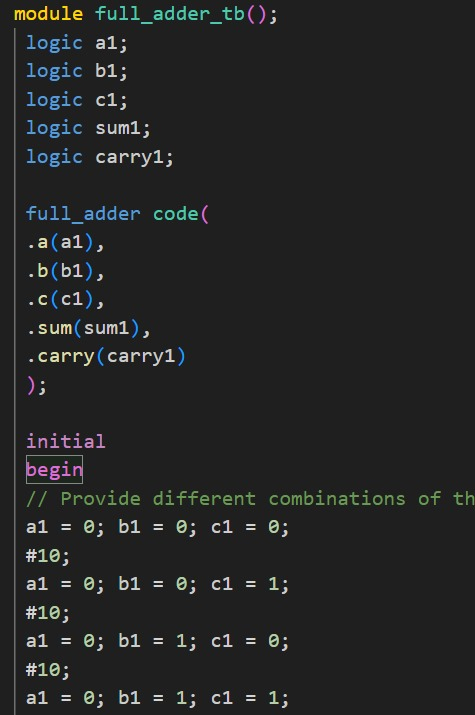 module full_adder_tb();
logic a1;
logic b1;
logic c1;
logic sum1;
logic carry1;
full_adder code(
.a(a1),
.b(b1),
.c(c1),
.sum(sum1),
.carry(carry1)
);
initial
begin
// Provide different combinations of th
a1 = 0; b1 = 0; c1 = 0;
#10;
a1 = 0; b1 = 0; c1 = 1;
#10;
a1 = 0; b1 = 1; c1 = 0;
#10;
a1 = 0; b1 = 1; c1 = 1;